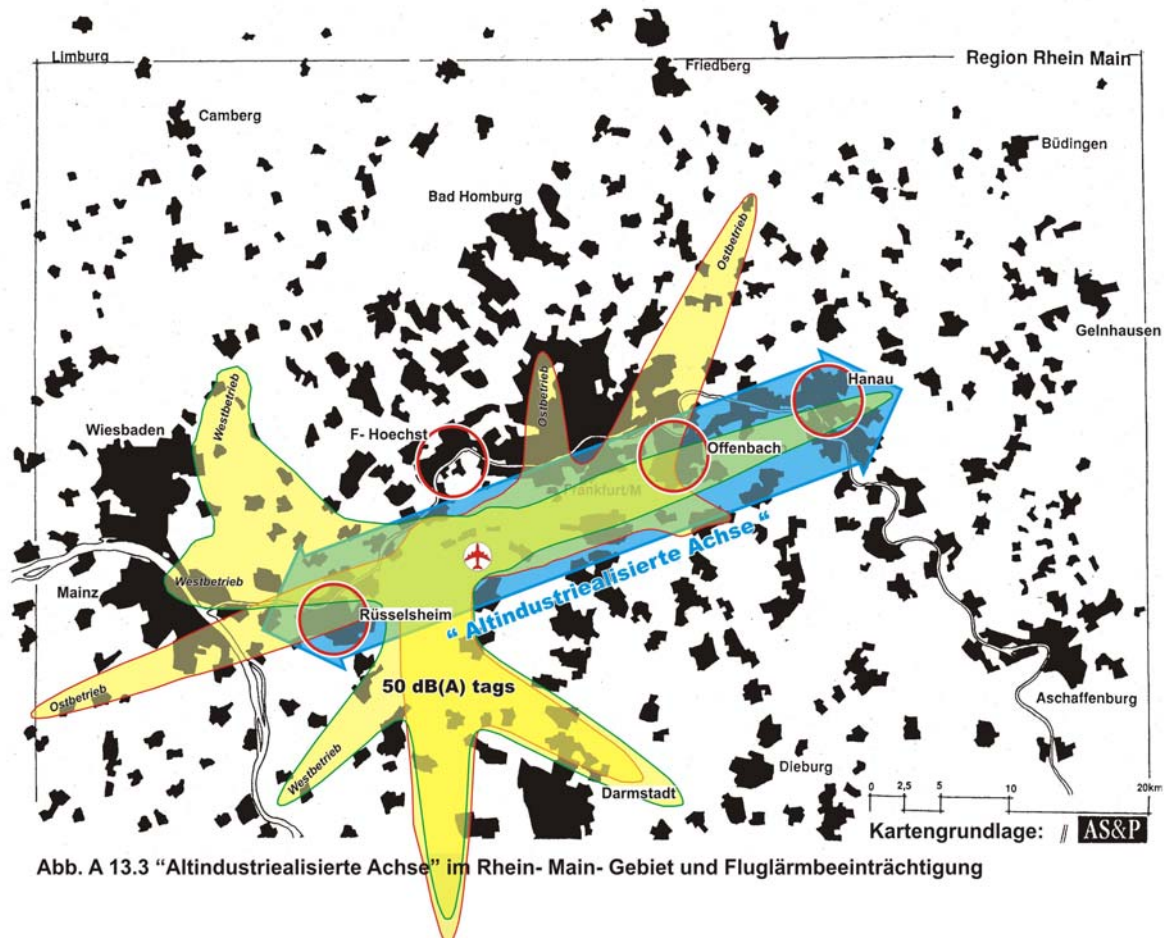 Limburg
Region Rhein Main
Friedberg
Camberg
Büdingen
Bad Homburg
Ostbetrieb
Gelnhausen
Westbetrieb
Ostbetrieb
Hanau
Wiesbaden
F- Hoechst
Offenbach
Frankfurt/M
Westbetrieb
Mainz
Rüsselsheim
“ Altindustriealisierte Achse “
50 dB(A) tags
Ostbetrieb
Aschaffenburg
Westbetrieb
Dieburg
Darmstadt
0 2,5 5 10 20km
Kartengrundlage: AS&P
Abb. A 13.3 “Altindustriealisierte Achse” im Rhein- Main- Gebiet und Fluglärmbeeinträchtigung